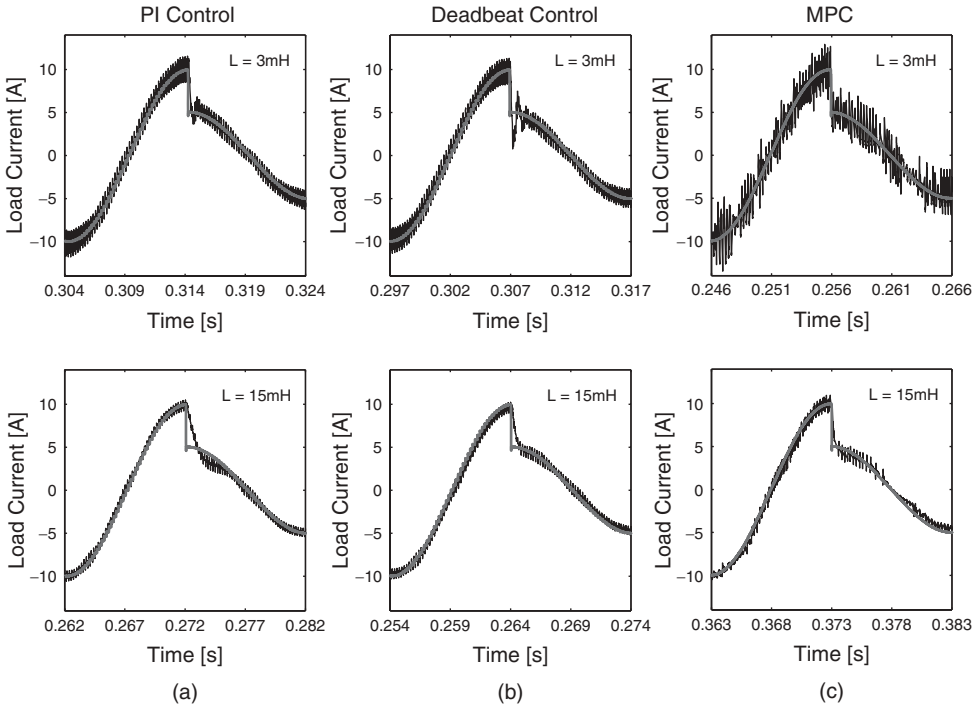 PI Control
Deadbeat Control
MPC
L = 3mH
Load Current [A]
10
5
0
−5
−10
0.304 0.309 0.314 0.319 0.324
Time [s]
L = 3mH
Load Current [A]
10
5
0
−5
−10
0.297 0.302 0.307 0.312 0.317
Time [s]
L = 3mH
Load Current [A]
10
5
0
−5
−10
0.246 0.251 0.256 0.261 0.266
Time [s]
L = 15mH
Load Current [A]
10
5
0
−5
−10
0.262 0.267 0.272 0.277 0.282
Time [s]
(a)
L = 15mH
Load Current [A]
10
5
0
−5
−10
0.254 0.259 0.264 0.269 0.274
Time [s]
(b)
L = 15mH
Load Current [A]
10
5
0
−5
−10
0.363 0.368 0.373 0.378 0.383
Time [s]
(c)